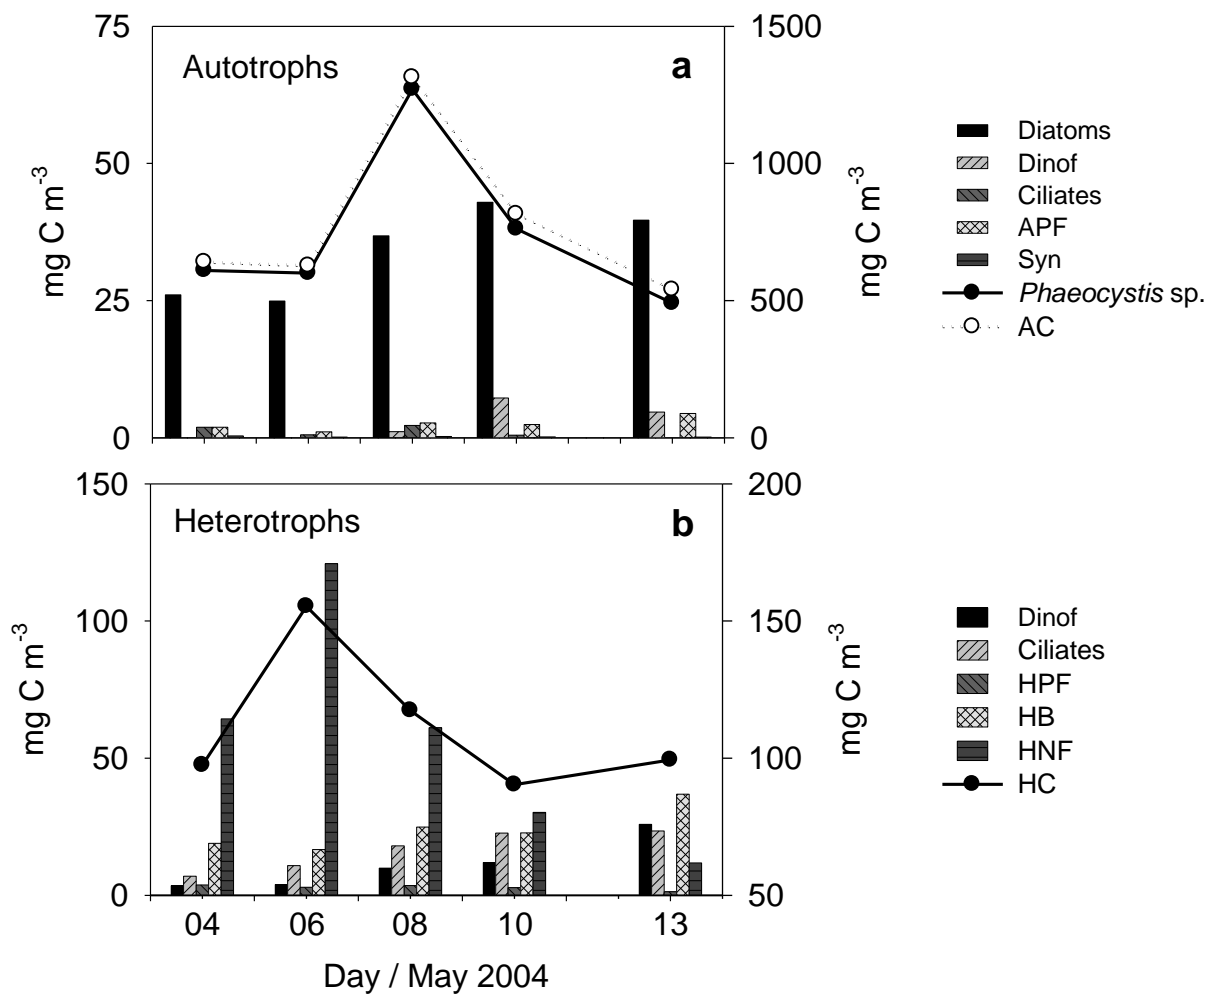 75
1500
Autotrophs
a
50
1000
25
500
0
0
mg C m-3
mg C m-3
Diatoms
Dinof
Ciliates
APF
Syn
Phaeocystis sp.
AC
150
200
Heterotrophs
b
100
150
50
100
0
50
mg C m-3
mg C m-3
04
06
08
10
13
Day / May 2004
Dinof
Ciliates
HPF
HB
HNF
HC